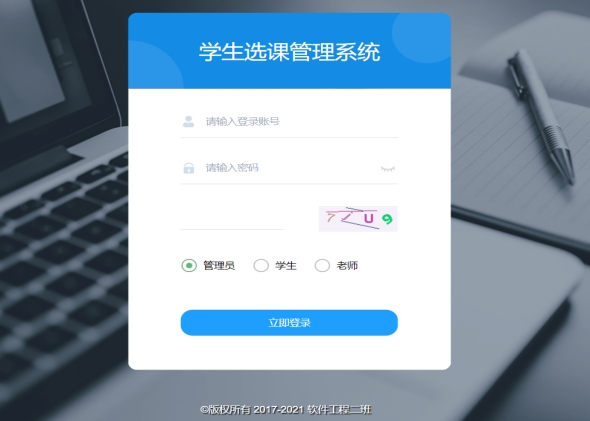 学生选课管理系统
请输入登录账号
请输入密码
管理员 学生 老师
立即登录
©版权所有 2017-2021 软件工程二班